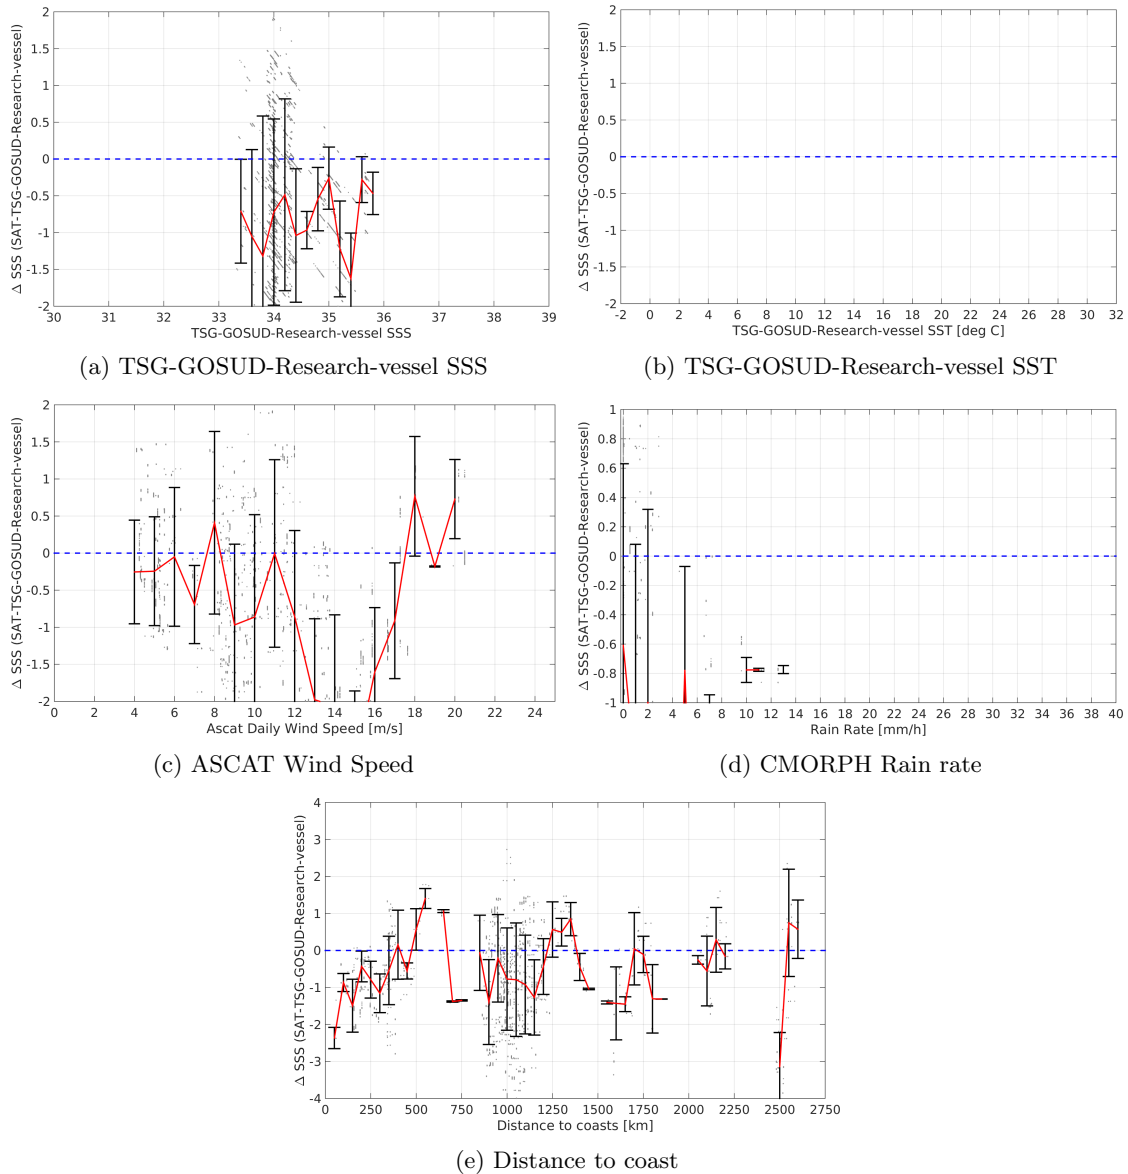 2
1.5
1
0.5
0
-0.5
-1
-1.5
-2
Δ SSS (SAT-TSG-GOSUD-Research-vessel)
30 31 32 33 34 35 36 37 38 39
TSG-GOSUD-Research-vessel SSS
(a) TSG-GOSUD-Research-vessel SSS
2
1.5
1
0.5
0
-0.5
-1
-1.5
-2
Δ SSS (SAT-TSG-GOSUD-Research-vessel)
-2 0 2 4 6 8 10 12 14 16 18 20 22 24 26 28 30 32
TSG-GOSUD-Research-vessel SST [deg C]
(b) TSG-GOSUD-Research-vessel SST
2
1.5
1
0.5
0
-0.5
-1
-1.5
-2
Δ SSS (SAT-TSG-GOSUD-Research-vessel)
0 2 4 6 8 10 12 14 16 18 20 22 24
Ascat Daily Wind Speed [m/s]
(c) ASCAT Wind Speed
1
0.8
0.6
0.4
0.2
0
-0.2
-0.4
-0.6
-0.8
-1
Δ SSS (SAT-TSG-GOSUD-Research-vessel)
0 2 4 6 8 10 12 14 16 18 20 22 24 26 28 30 32 34 36 38 40
Rain Rate [mm/h]
(d) CMORPH Rain rate
4
3
2
1
0
-1
-2
-3
-4
Δ SSS (SAT-TSG-GOSUD-Research-vessel)
0 250 500 750 1000 1250 1500 1750 2000 2250 2500 2750
Distance to coasts [km]
(e) Distance to coast